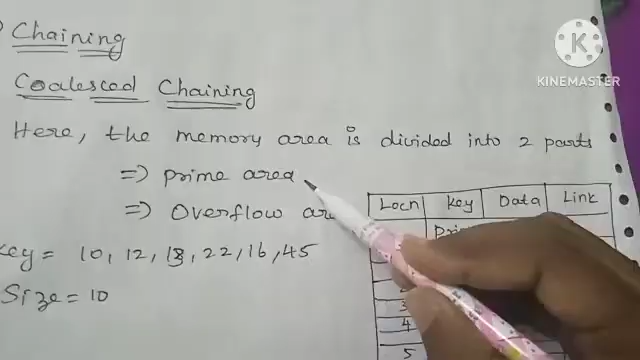 Chaining
Coalesced Chaining
Here, the memory area is divided into 2 parts
=> Prime area
=> Overflow
Key = 10, 12, 18, 22, 16, 45
Size = 10
Locn Key Data Link
3
4
5
K
KINEMASTER